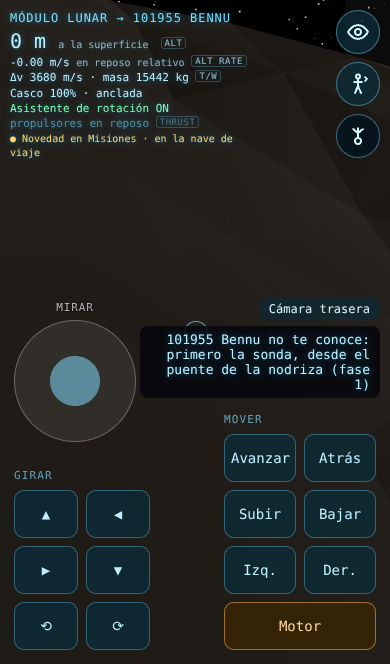 MÓDULO LUNAR → 101955 BENNU
0 m a la superficie ALT
-0.00 m/s en reposo relativo ALT RATE
Δv 3680 m/s · masa 15442 kg T/W
Casco 100% · anclada
Asistente de rotación ON
propulsores en reposo THRUST
● Novedad en Misiones · en la nave de
viaje
MIRAR
Cámara trasera
101955 Bennu no te conoce:
primero la sonda, desde el
puente de la nodriza (fase
1)
MOVER
Avanzar Atrás
GIRAR
▲ ◄ Subir Bajar
► ▼ Izq. Der.
⟲ ⟳ Motor